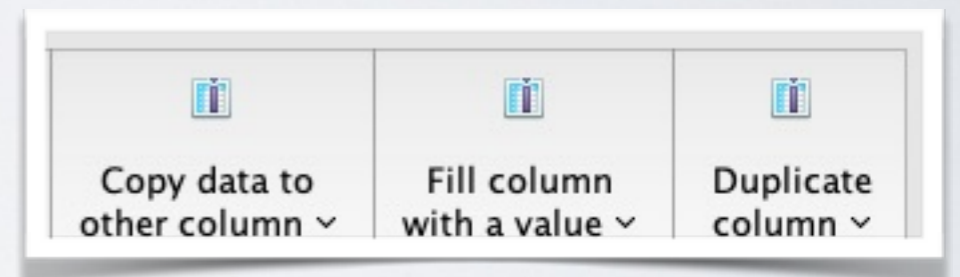 Copy data to
other column
Fill column
with a value
Duplicate
column